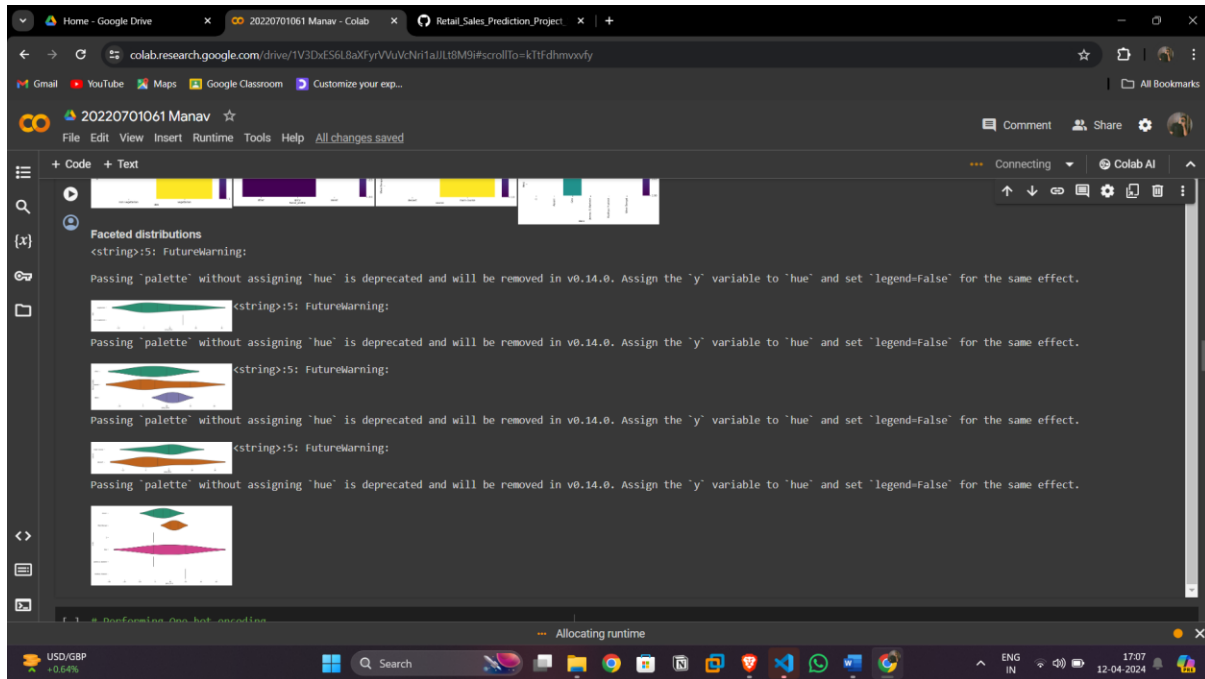 Home - Google Drive
20220701061 Manav - Colab
Retail_Sales_Prediction_Project_
colab.research.google.com/drive/1V3DxES6L8aXFyrVVuVcNri1aJJLt8M9i#scrollTo=kTtFdhmvxvfy
Gmail YouTube Maps Google Classroom Customize your exp...
All Bookmarks
20220701061 Manav
File Edit View Insert Runtime Tools Help All changes saved
Comment Share
+ Code + Text
Connecting Colab AI
Faceted distributions
<string>:5: FutureWarning:
Passing `palette` without assigning `hue` is deprecated and will be removed in v0.14.0. Assign the `y` variable to `hue` and set `legend=False` for the same effect.
<string>:5: FutureWarning:
Passing `palette` without assigning `hue` is deprecated and will be removed in v0.14.0. Assign the `y` variable to `hue` and set `legend=False` for the same effect.
<string>:5: FutureWarning:
Passing `palette` without assigning `hue` is deprecated and will be removed in v0.14.0. Assign the `y` variable to `hue` and set `legend=False` for the same effect.
<string>:5: FutureWarning:
Passing `palette` without assigning `hue` is deprecated and will be removed in v0.14.0. Assign the `y` variable to `hue` and set `legend=False` for the same effect.
[ ] # Performing One hot encoding
Allocating runtime
USD/GBP
+0.64%
Search
ENG
IN
17:07
12-04-2024